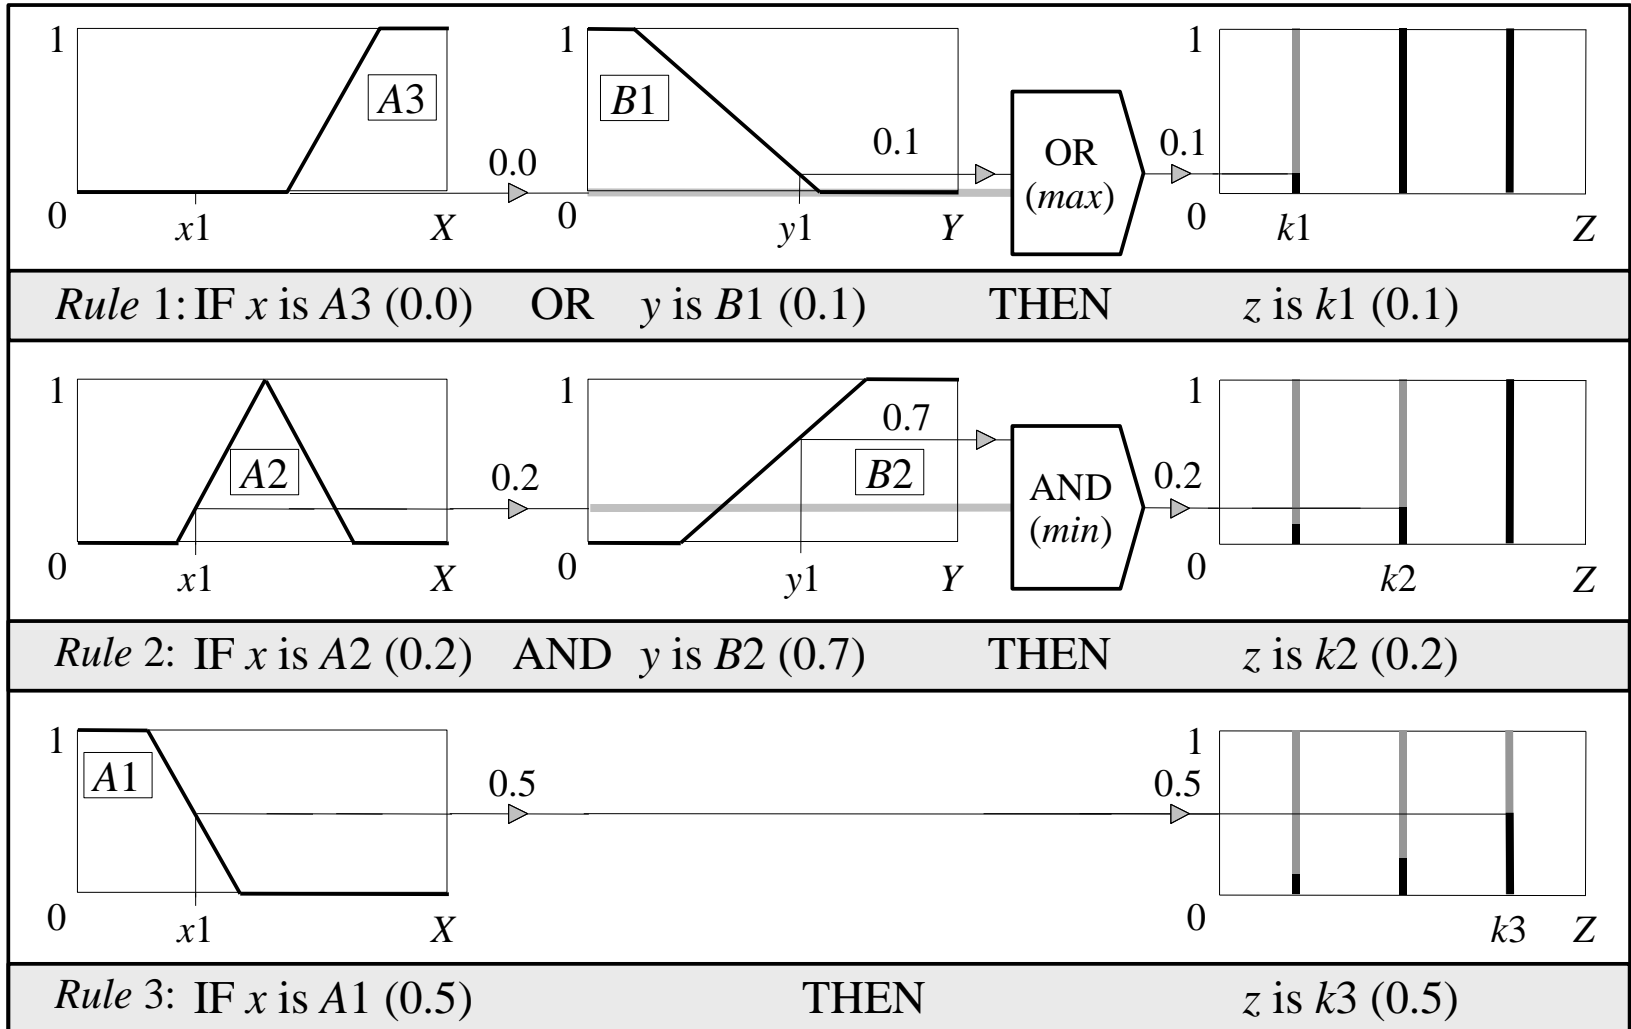 1 A3 1 B1 1
0.0 0.1 OR (max) 0.1
0 x1 X 0 y1 Y 0 k1 Z
Rule 1: IF x is A3 (0.0) OR y is B1 (0.1) THEN z is k1 (0.1)
1 A2 1 0.7 1
0.2 B2 AND (min) 0.2
0 x1 X 0 y1 Y 0 k2 Z
Rule 2: IF x is A2 (0.2) AND y is B2 (0.7) THEN z is k2 (0.2)
1 1
A1 0.5 0.5
0 x1 X 0 k3 Z
Rule 3: IF x is A1 (0.5) THEN z is k3 (0.5)